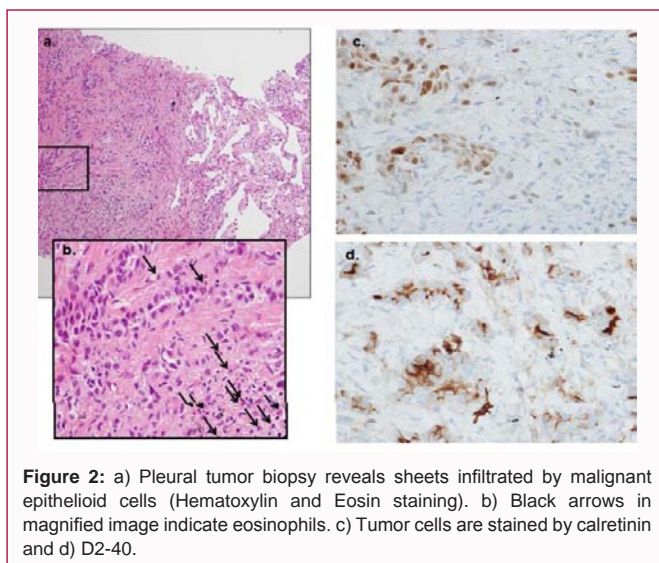 a.
c.
b.
d.
Figure 2: a) Pleural tumor biopsy reveals sheets infiltrated by malignant
epithelioid cells (Hematoxylin and Eosin staining). b) Black arrows in
magnified image indicate eosinophils. c) Tumor cells are stained by calretinin
and d) D2-40.